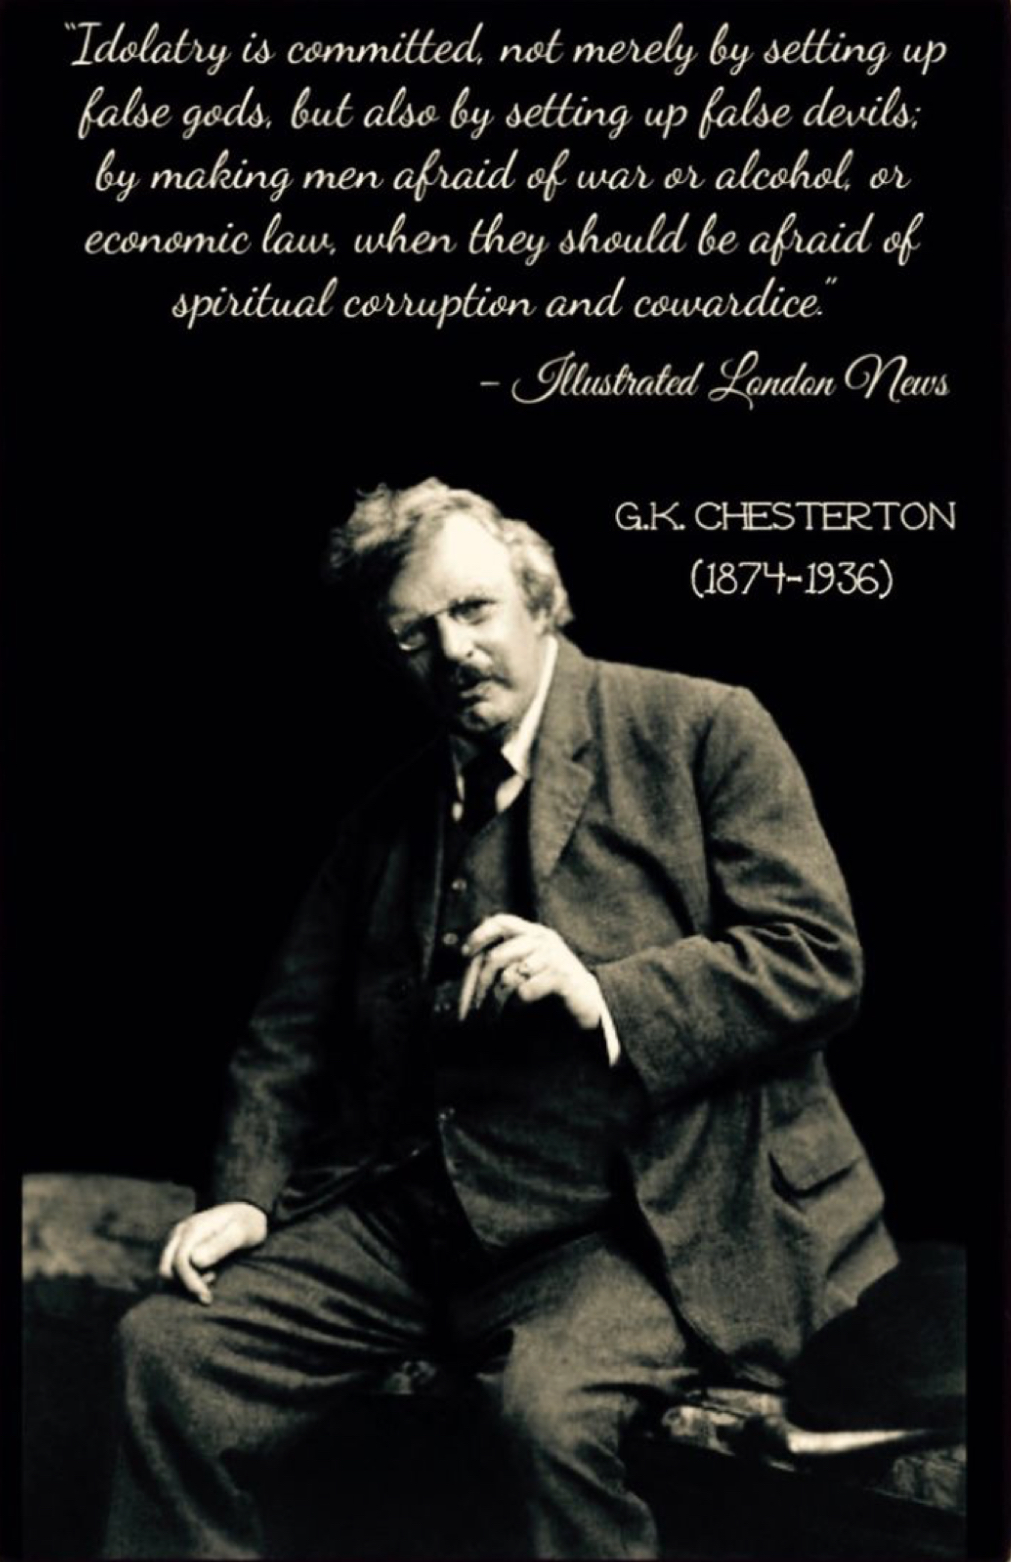 “Idolatry is committed, not merely by setting up
false gods, but also by setting up false devils;
by making men afraid of war or alcohol, or
economic law, when they should be afraid of
spiritual corruption and cowardice.”
– Illustrated London News
G.K. CHESTERTON
(1874-1936)